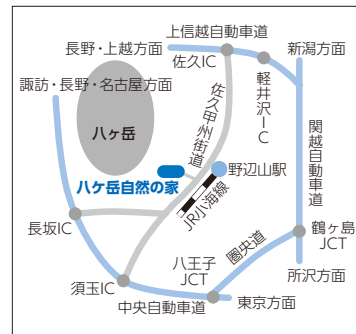 上信越自動車道
長野・上越方面
佐久IC
新潟方面
軽井沢IC
諏訪・長野・名古屋方面
佐久甲州街道
八ヶ岳
関越自動車道
野辺山駅
八ケ岳自然の家
JR小海線
長坂IC
圏央道
鶴ヶ島
JCT
八王子
JCT
所沢方面
須玉IC
中央自動車道
東京方面